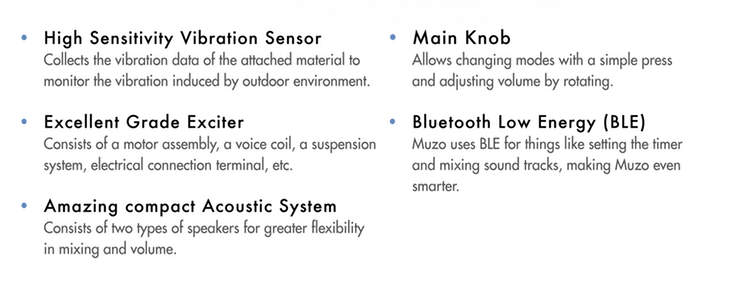 High Sensitivity Vibration Sensor
Collects the vibration data of the attached material to
monitor the vibration induced by outdoor environment.
Excellent Grade Exciter
Consists of a motor assembly, a voice coil, a suspension
system, electrical connection terminal, etc.
Amazing compact Acoustic System
Consists of two types of speakers for greater flexibility
in mixing and volume.
Main Knob
Allows changing modes with a simple press
and adjusting volume by rotating.
Bluetooth Low Energy (BLE)
Muzo uses BLE for things like setting the timer
and mixing sound tracks, making Muzo even
smarter.